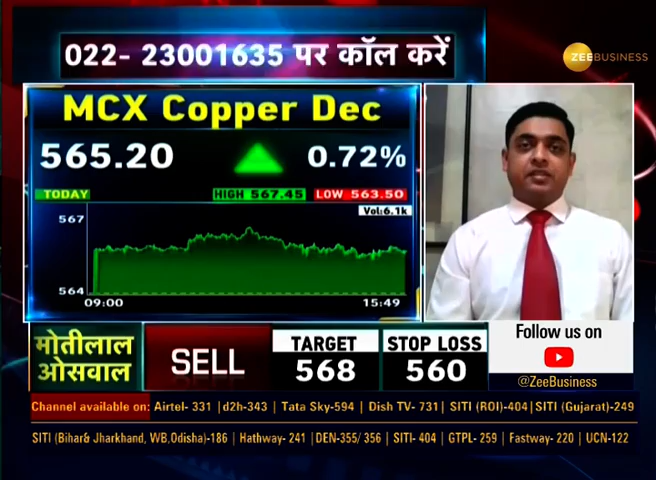 022- 23001635 पर कॉल करें
ZEEBUSINESS
MCX Copper Dec
565.20 0.72%
TODAY HIGH 567.45 LOW 563.50
Vol:6.1k
567
564
09:00 15:49
मोतीलाल
ओसवाल
SELL
TARGET
568
STOP LOSS
560
Follow us on
@ZeeBusiness
Channel available on: Airtel- 331 |d2h-343 | Tata Sky-594 | Dish TV- 731| SITI (ROI)-404|SITI (Gujarat)-249
SITI (Bihar& Jharkhand, WB,Odisha)-186 | Hathway- 241 |DEN-355/ 356 | SITI- 404 | GTPL- 259 | Fastway- 220 | UCN-122